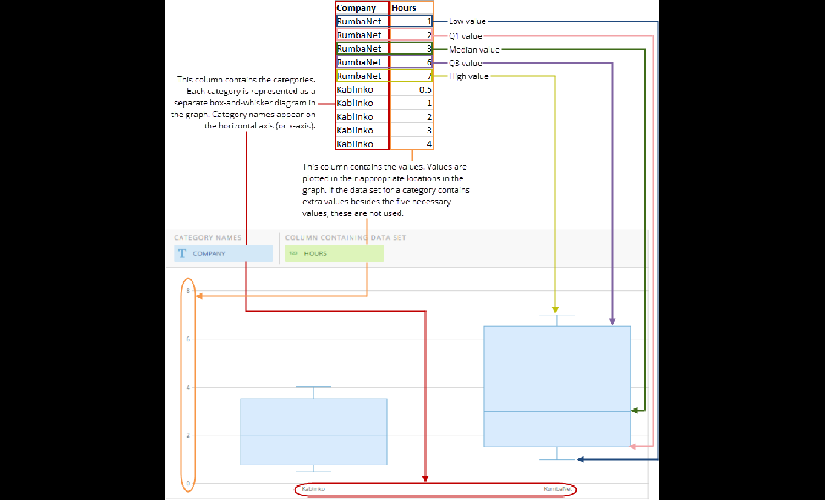 Company Hours
RumbaNet 1 Low value
RumbaNet 2 Q1 value
RumbaNet 3 Median value
RumbaNet 6 Q3 value
RumbaNet 7 High value
Kablinko 0.5
Kablinko 1
Kablinko 2
Kablinko 3
Kablinko 4
This column contains the categories.
Each category is represented as a
separate box-and-whisker diagram in
the graph. Category names appear on
the horizontal axis (or x-axis).
This column contains the values. Values are
plotted in the appropriate locations in the
graph. If the data set for a category contains
extra values besides the five necessary
values, these are not used.
CATEGORY NAMES COLUMN CONTAINING DATA SET
T COMPANY HOURS
8
6
4
2
0
Kablinko RumbaNet